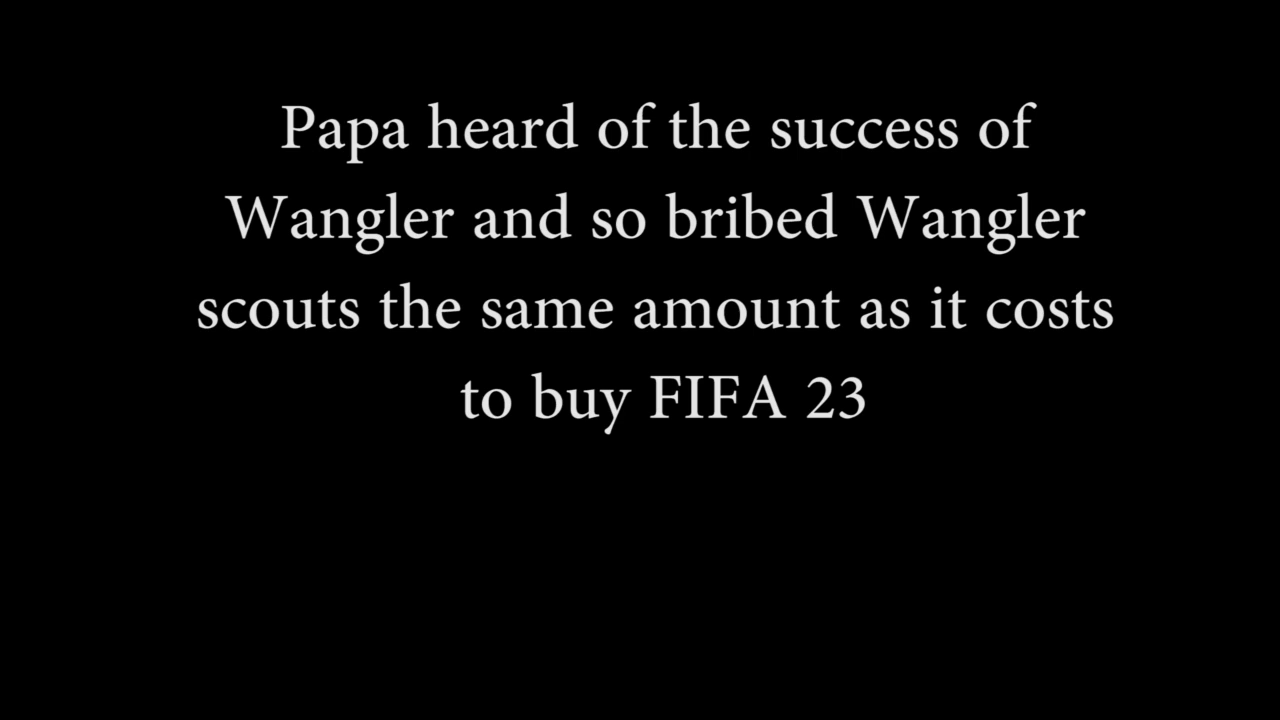 Papa heard of the success of
Wangler and so bribed Wangler
scouts the same amount as it costs
to buy FIFA 23